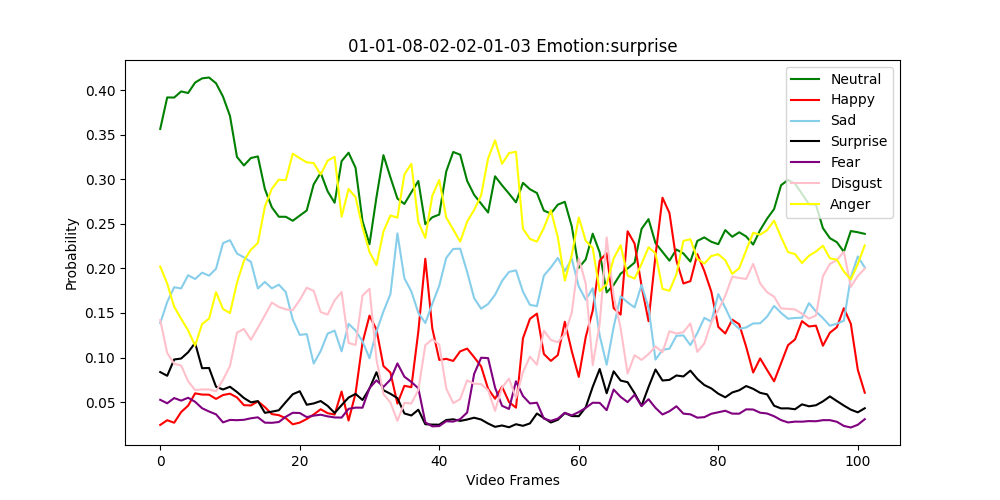 01-01-08-02-02-01-03 Emotion:surprise
Probability
0.40
0.35
0.30
0.25
0.20
0.15
0.10
0.05
0
20
40
60
80
100
Video Frames
Neutral
Happy
Sad
Surprise
Fear
Disgust
Anger